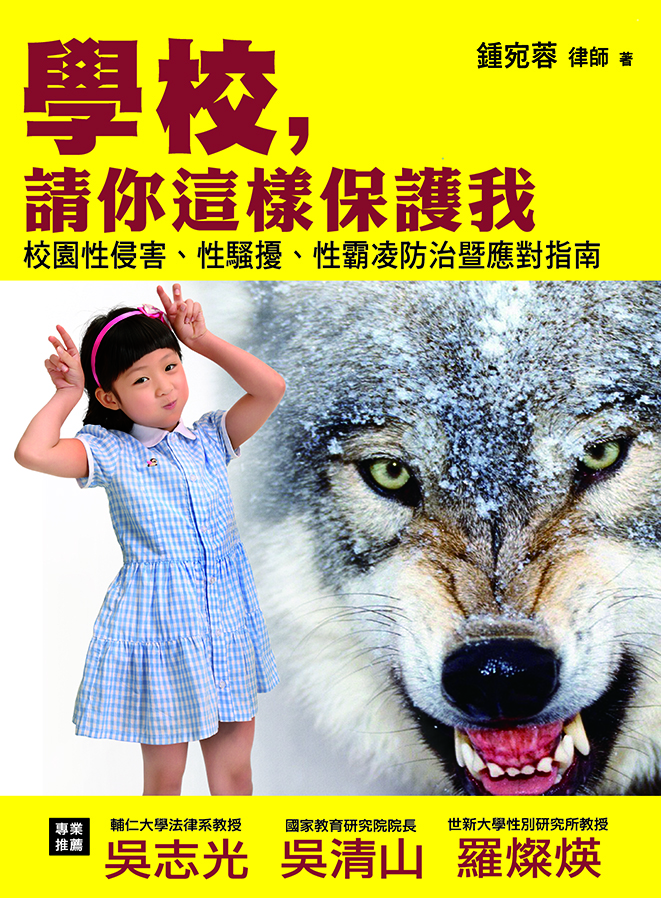 學校,
鍾宛蓉 律師 著
請你這樣保護我
校園性侵害、性騷擾、性霸凌防治暨應對指南
專業
推薦
輔仁大學法律系教授
吳志光
國家教育研究院院長
吳清山
世新大學性別研究所教授
羅燦煐